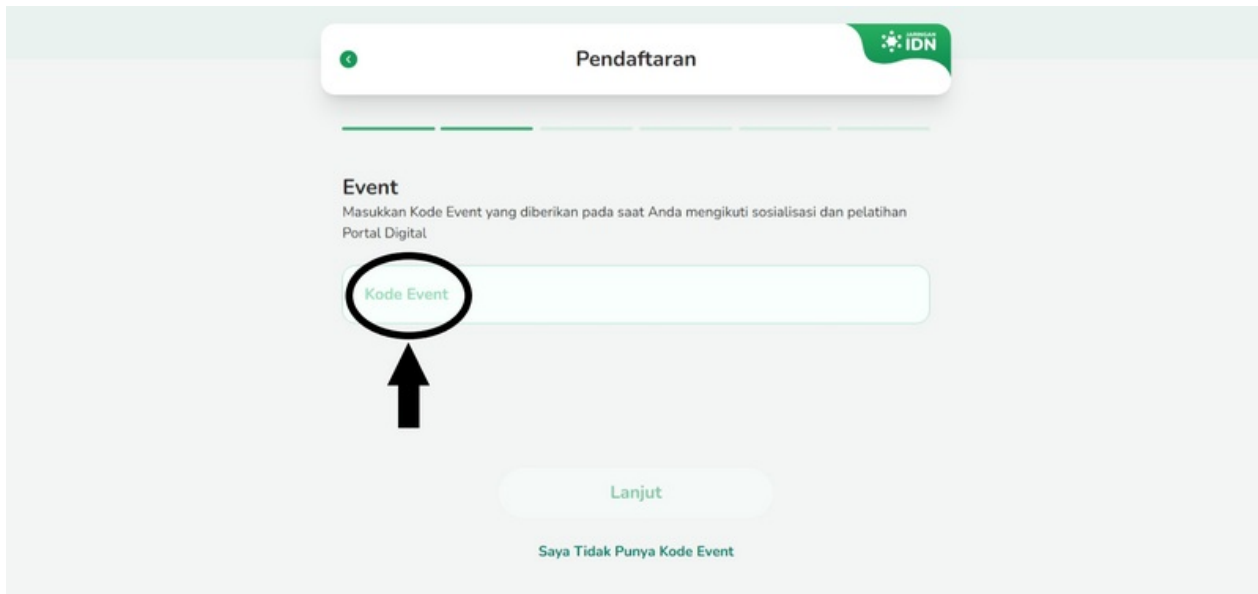 Pendaftaran
JARINGAN
IDN
Event
Masukkan Kode Event yang diberikan pada saat Anda mengikuti sosialisasi dan pelatihan
Portal Digital
Kode Event
Lanjut
Saya Tidak Punya Kode Event